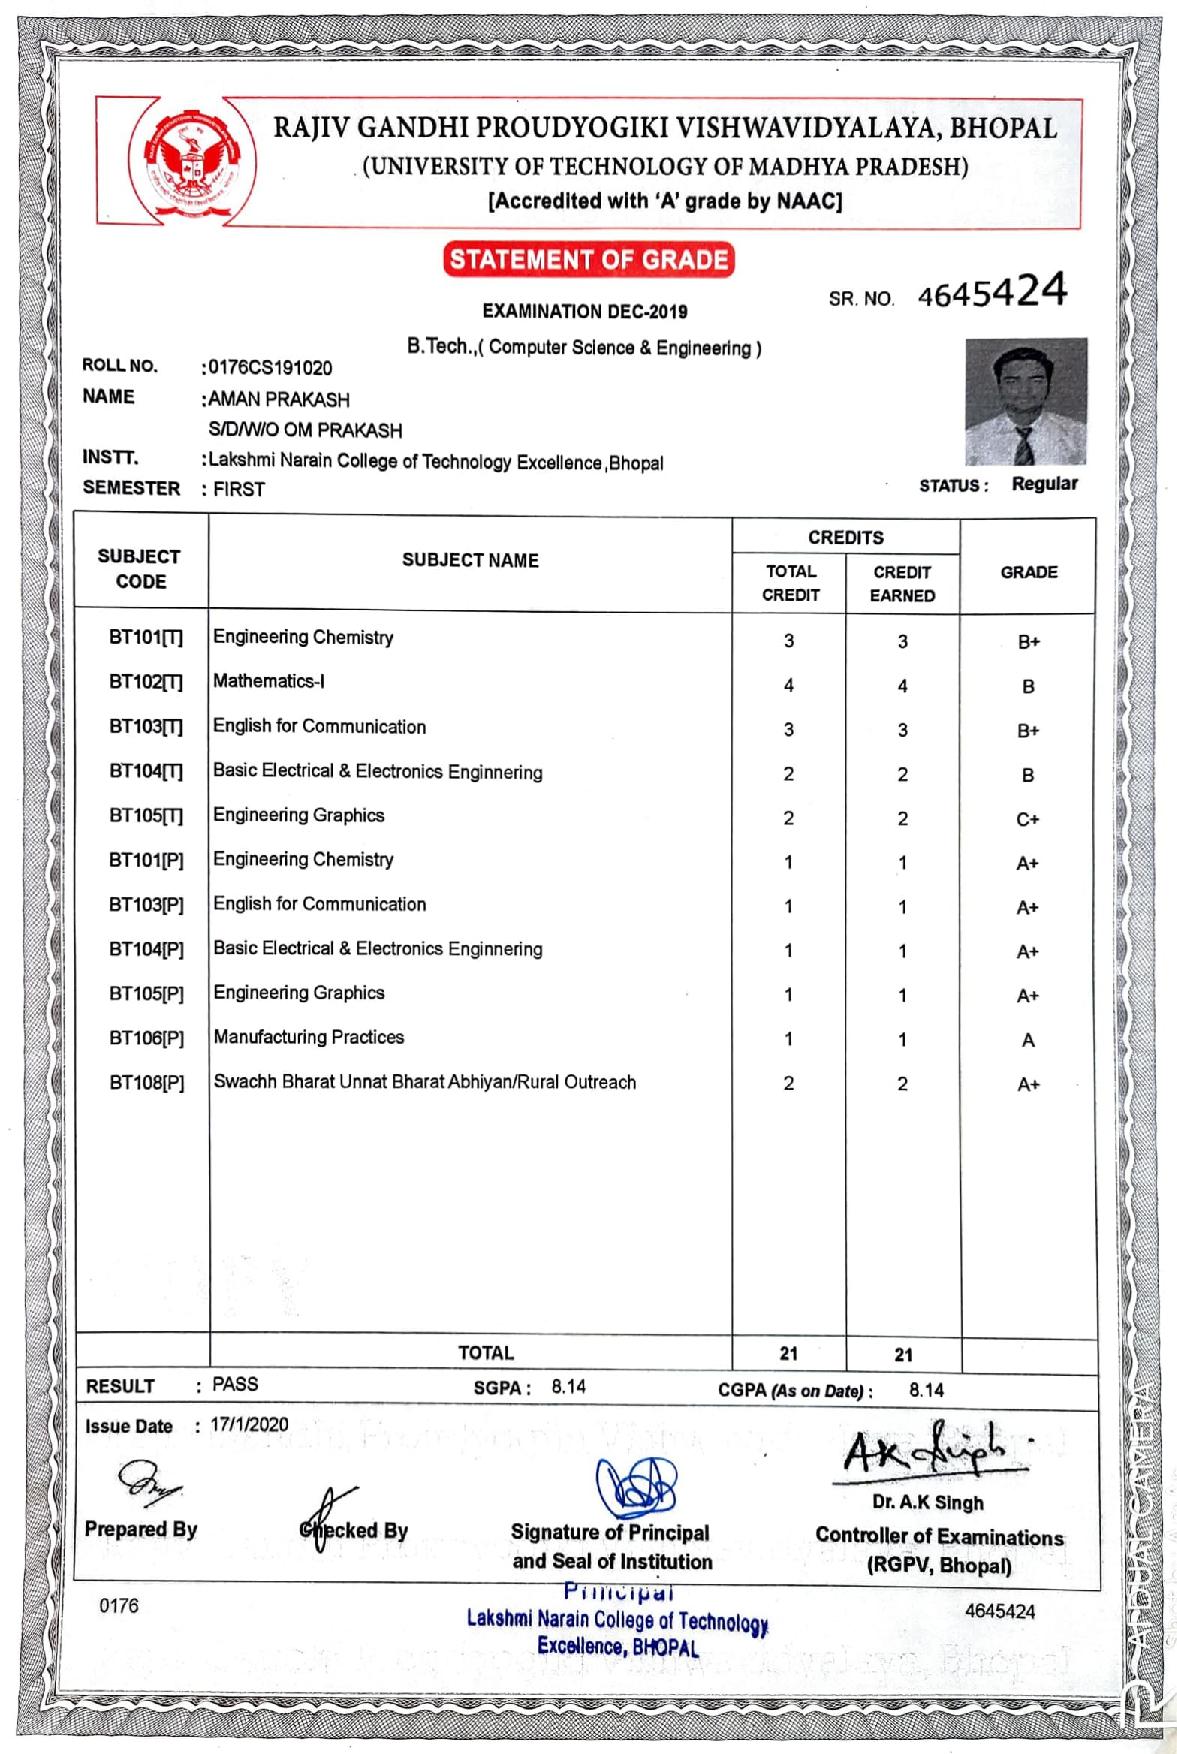 RAJIV GANDHI PROUDYOGIKI VISHWAVIDYALAYA, BHOPAL
(UNIVERSITY OF TECHNOLOGY OF MADHYA PRADESH)
[Accredited with ‘A’ grade by NAAC]
STATEMENT OF GRADE
SR. NO. 4645424
EXAMINATION DEC-2019
B.Tech.,( Computer Science & Engineering )
ROLL NO. :0176CS191020
NAME :AMAN PRAKASH
S/D/W/O OM PRAKASH
INSTT. :Lakshmi Narain College of Technology Excellence,Bhopal
SEMESTER : FIRST
STATUS : Regular
SUBJECT CODE SUBJECT NAME CREDITS GRADE
TOTAL CREDIT CREDIT EARNED
BT101[T] Engineering Chemistry 3 3 B+
BT102[T] Mathematics-I 4 4 B
BT103[T] English for Communication 3 3 B+
BT104[T] Basic Electrical & Electronics Enginnering 2 2 B
BT105[T] Engineering Graphics 2 2 C+
BT101[P] Engineering Chemistry 1 1 A+
BT103[P] English for Communication 1 1 A+
BT104[P] Basic Electrical & Electronics Enginnering 1 1 A+
BT105[P] Engineering Graphics 1 1 A+
BT106[P] Manufacturing Practices 1 1 A
BT108[P] Swachh Bharat Unnat Bharat Abhiyan/Rural Outreach 2 2 A+
TOTAL 21 21
RESULT : PASS SGPA : 8.14 CGPA (As on Date) : 8.14
Issue Date : 17/1/2020
AK Singh
Dr. A.K Singh
Prepared By Checked By Signature of Principal Controller of Examinations
and Seal of Institution (RGPV, Bhopal)
Principal
0176 Lakshmi Narain College of Technology 4645424
Excellence, BHOPAL
AI DUAL CAMERA